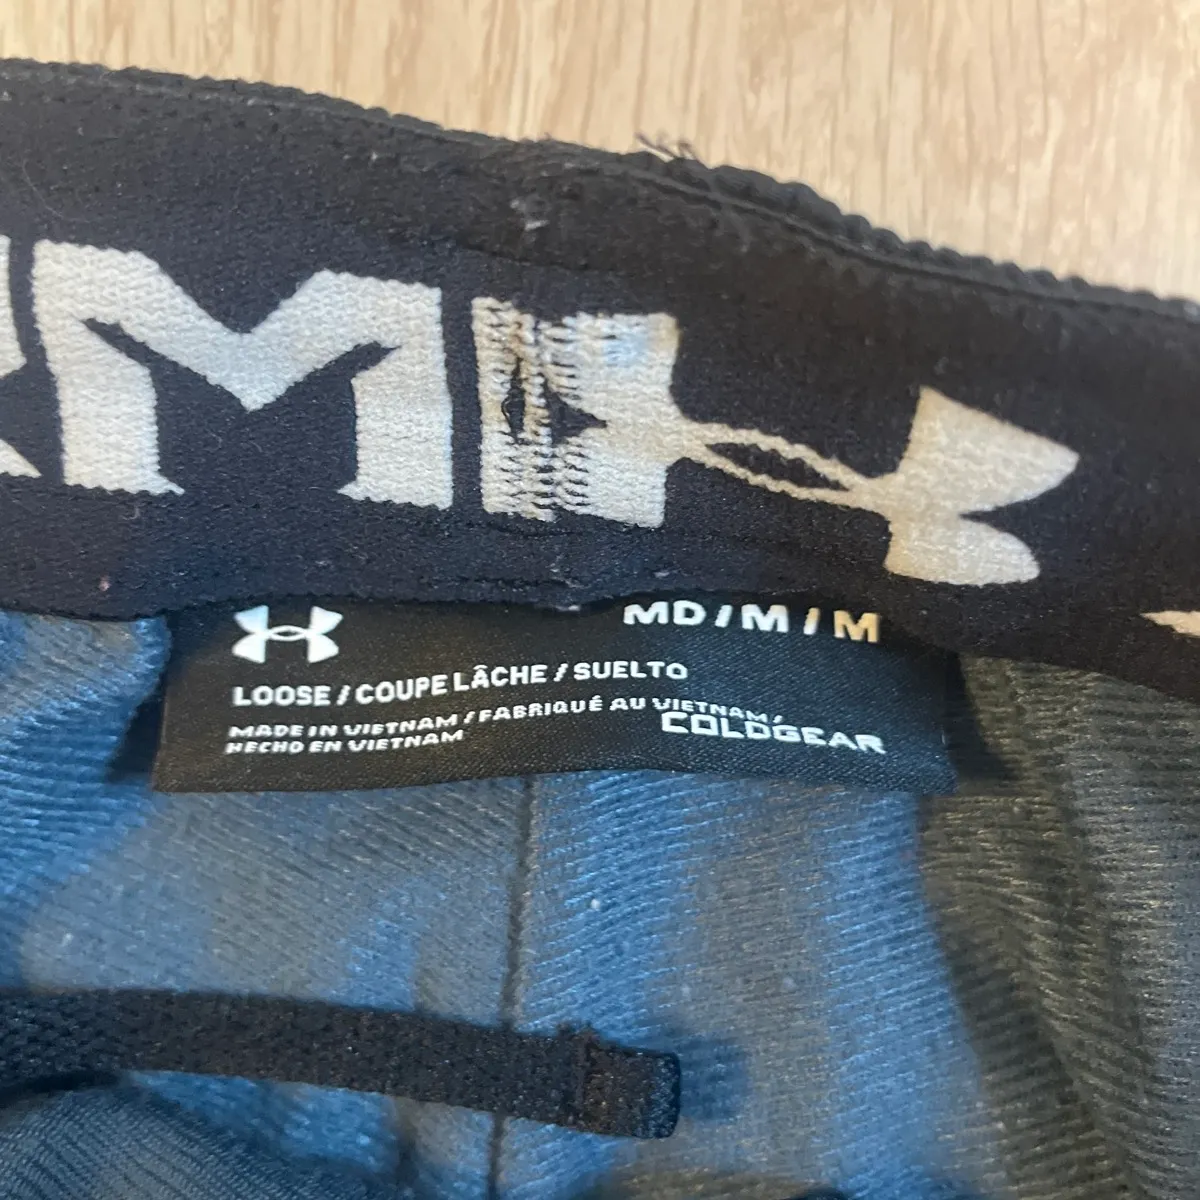 MD / M / M
LOOSE / COUPE LÂCHE / SUELTO
MADE IN VIETNAM / FABRIQUÉ AU VIETNAM /
HECHO EN VIETNAM
COLDGEAR